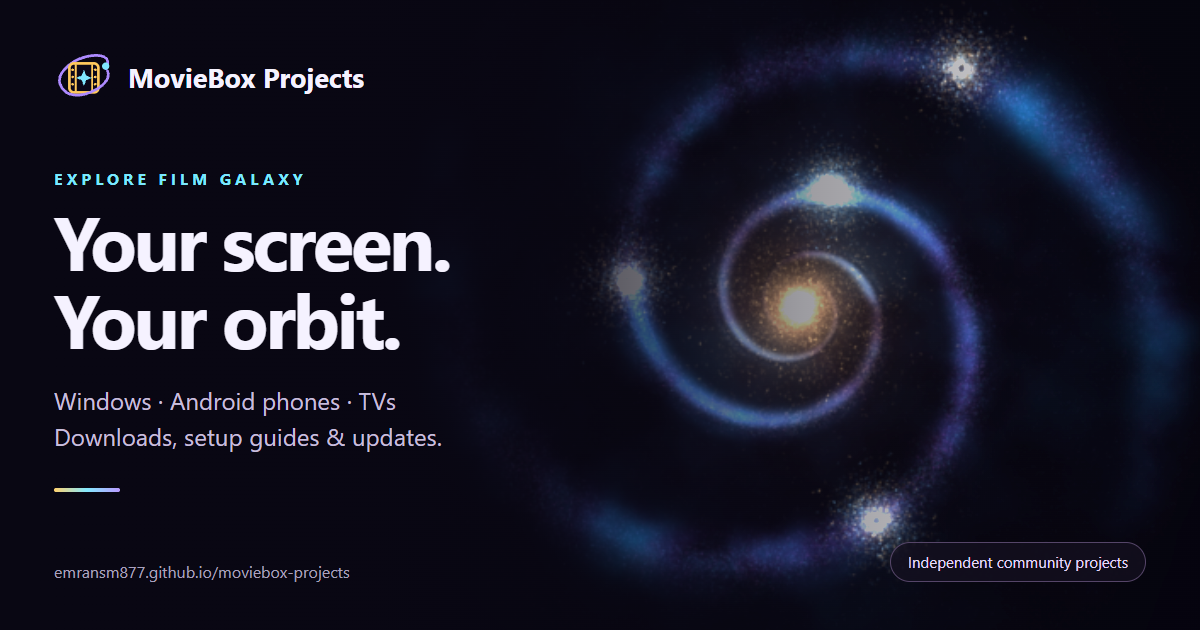 MovieBox Projects
EXPLORE FILM GALAXY
Your screen.
Your orbit.
Windows · Android phones · TVs
Downloads, setup guides & updates.
emransm877.github.io/moviebox-projects
Independent community projects